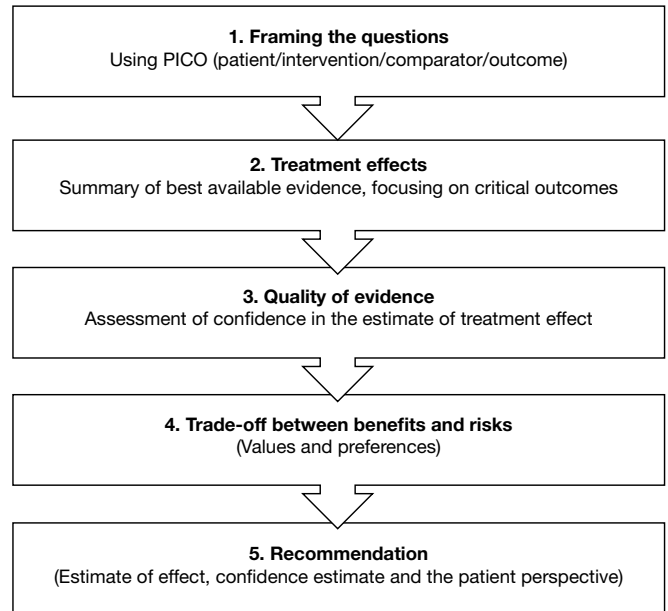 1. Framing the questions
Using PICO (patient/intervention/comparator/outcome)
2. Treatment effects
Summary of best available evidence, focusing on critical outcomes
3. Quality of evidence
Assessment of confidence in the estimate of treatment effect
4. Trade-off between benefits and risks
(Values and preferences)
5. Recommendation
(Estimate of effect, confidence estimate and the patient perspective)